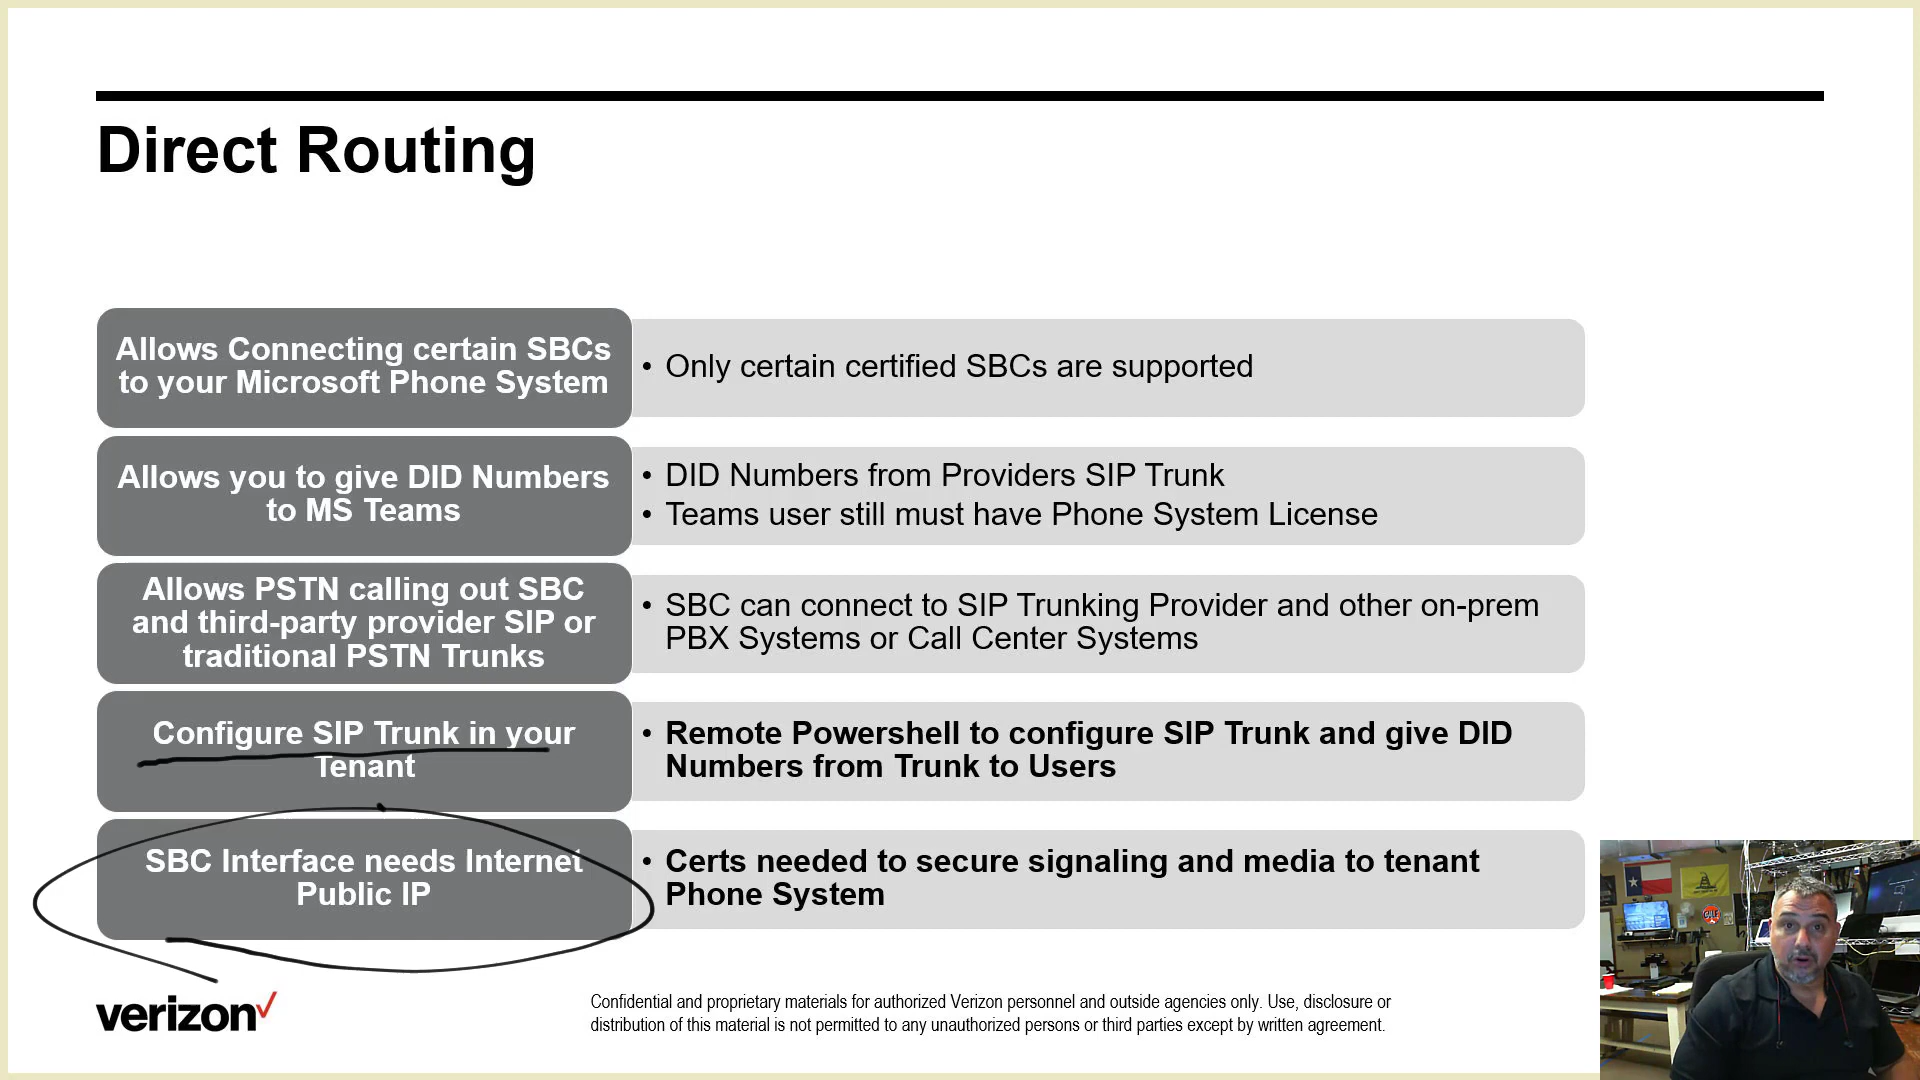 Direct Routing
Allows Connecting certain SBCs
to your Microsoft Phone System
• Only certain certified SBCs are supported
Allows you to give DID Numbers
to MS Teams
• DID Numbers from Providers SIP Trunk
• Teams user still must have Phone System License
Allows PSTN calling out SBC
and third-party provider SIP or
traditional PSTN Trunks
• SBC can connect to SIP Trunking Provider and other on-prem
PBX Systems or Call Center Systems
Configure SIP Trunk in your
Tenant
• Remote Powershell to configure SIP Trunk and give DID
Numbers from Trunk to Users
SBC Interface needs Internet
Public IP
• Certs needed to secure signaling and media to tenant
Phone System
verizon
Confidential and proprietary materials for authorized Verizon personnel and outside agencies only. Use, disclosure or
distribution of this material is not permitted to any unauthorized persons or third parties except by written agreement.